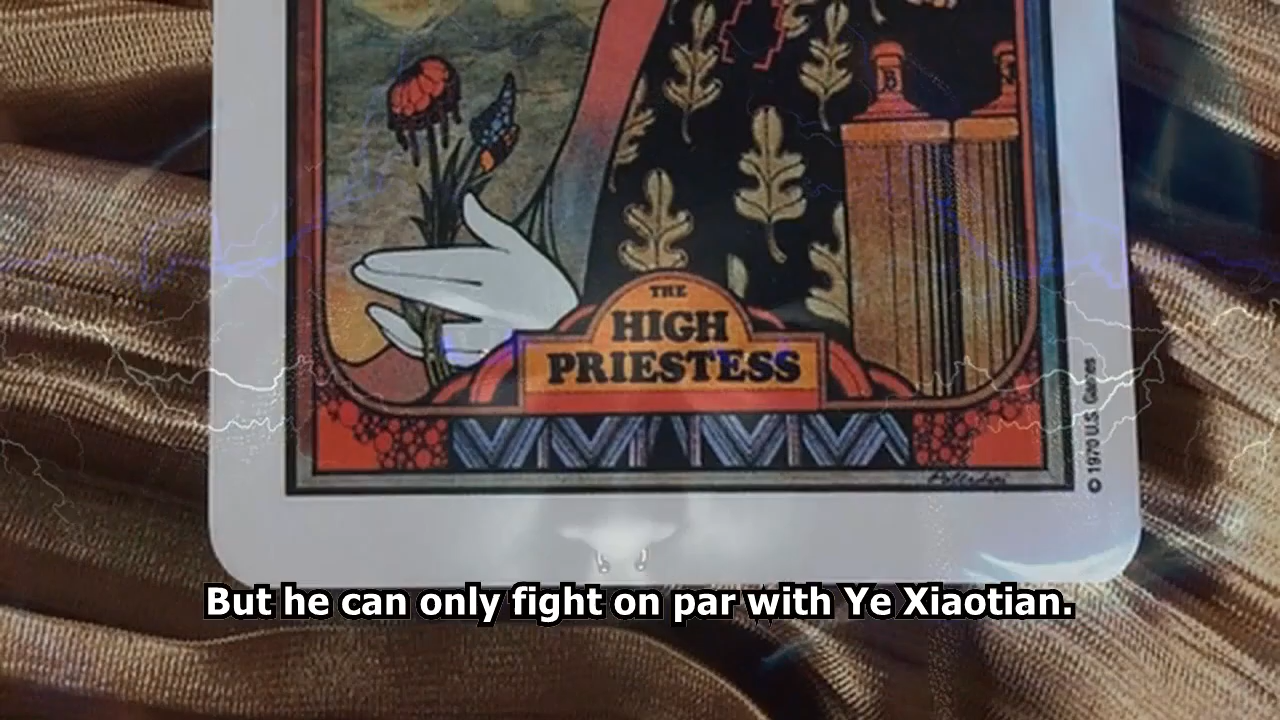 THE
HIGH
PRIESTESS
© 1970 U.S. Games
But he can only fight on par with Ye Xiaotian.